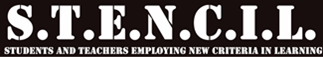 S.T.E.N.C.I.L.
STUDENTS AND TEACHERS EMPLOYING NEW CRITERIA IN LEARNING